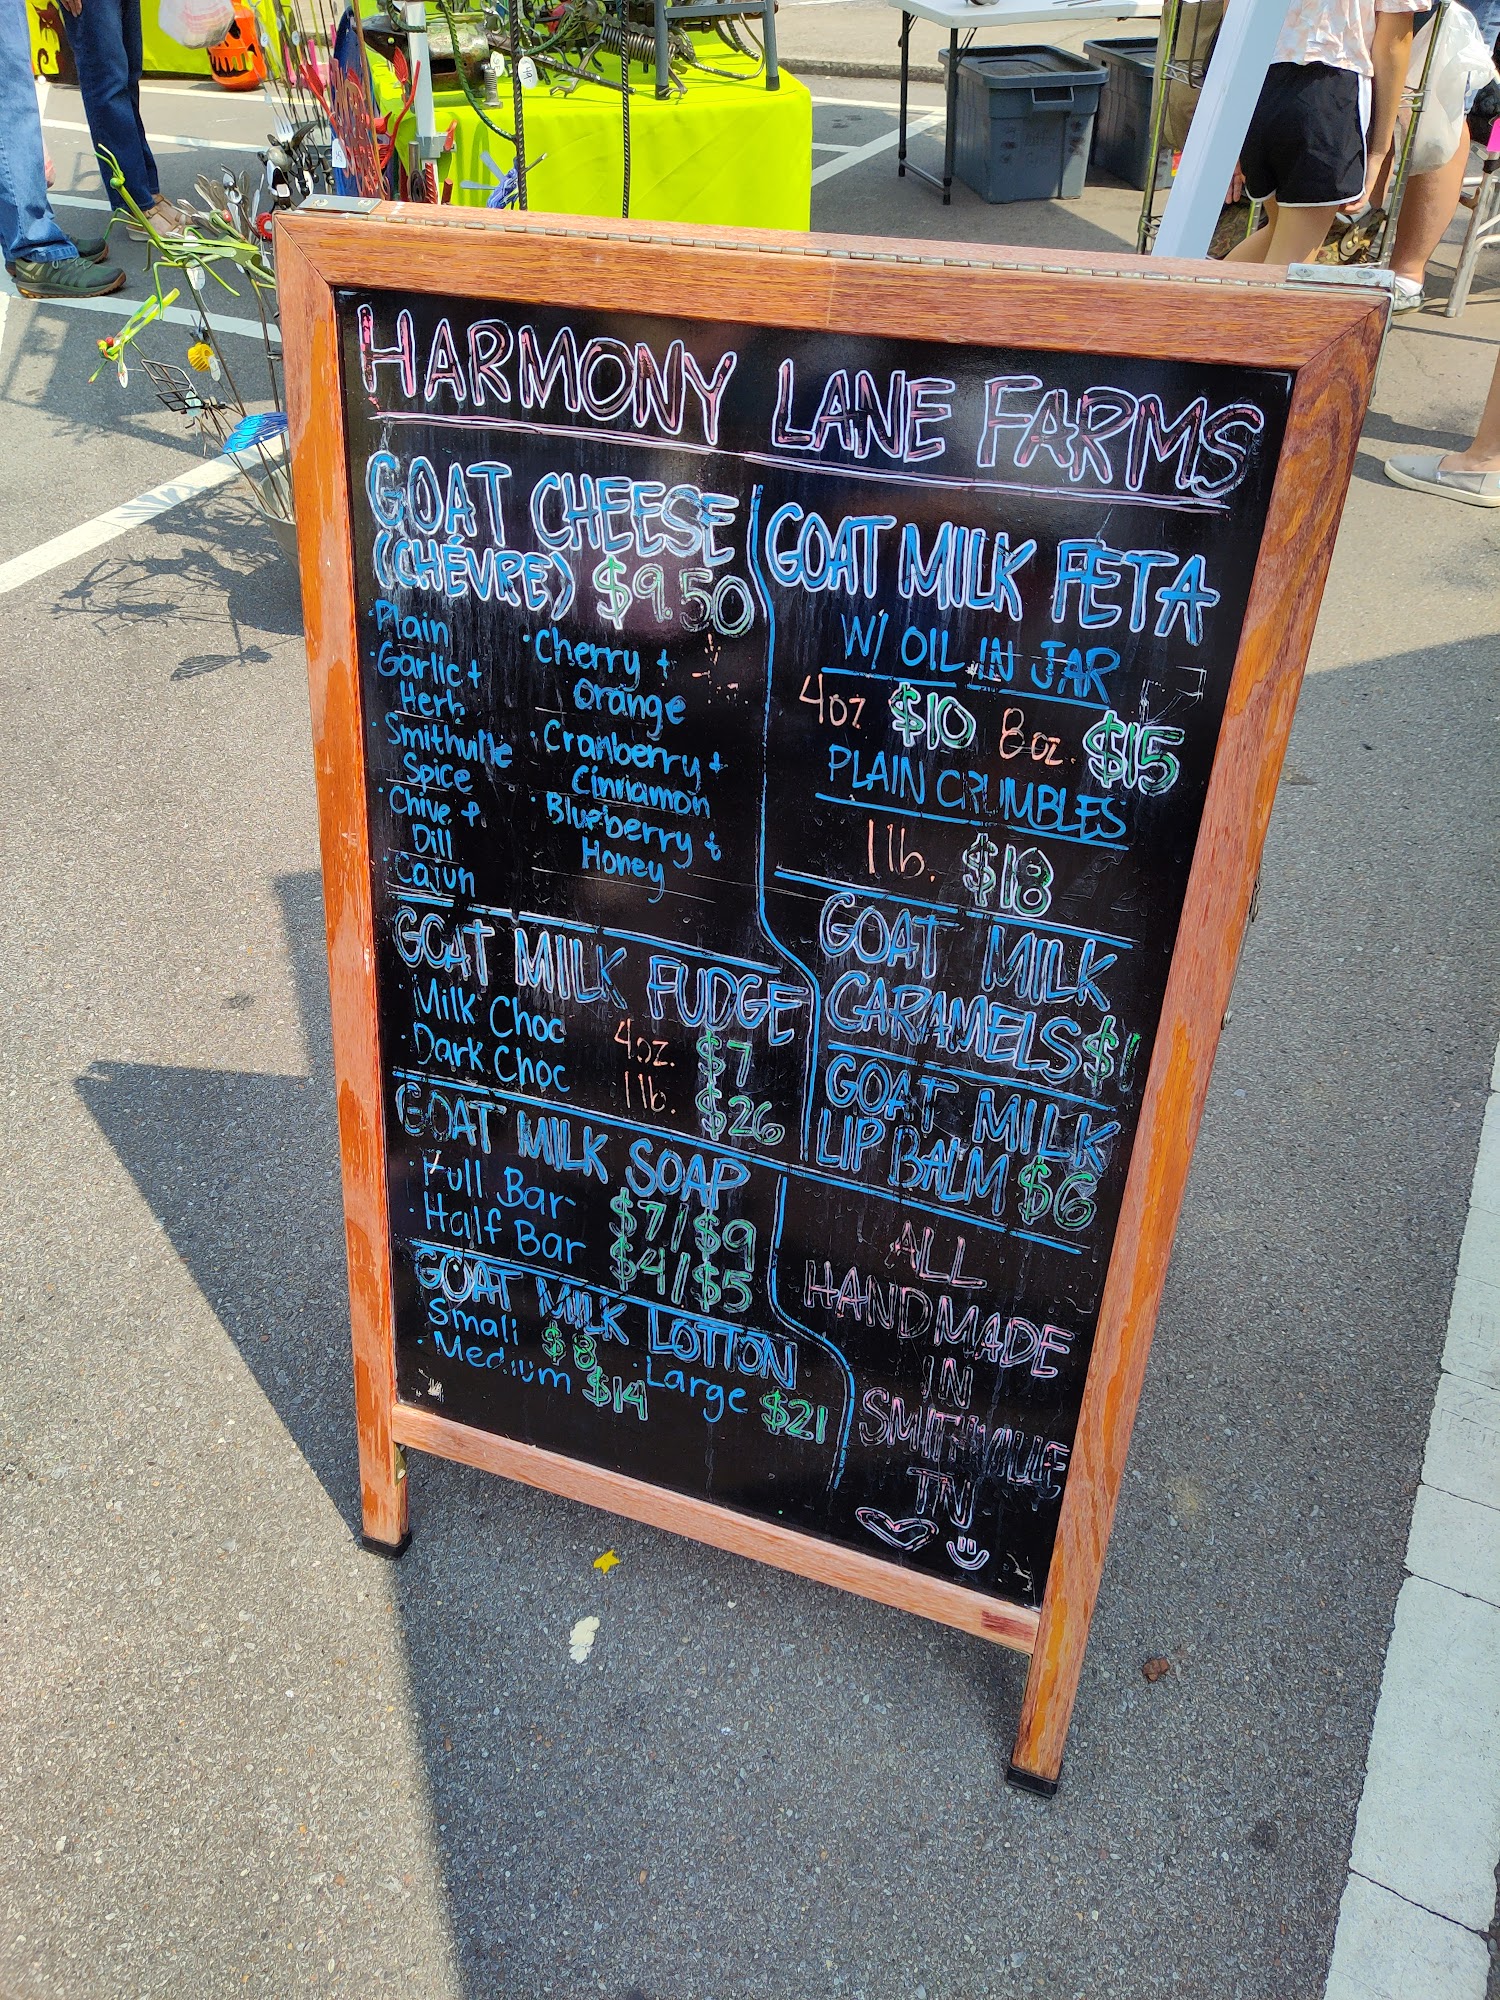 HARMONY LANE FARMS
GOAT CHEESE
(CHÉVRE) $9.50
· Plain
· Garlic +
Herb
· Smithville
Spice
· Chive +
Dill
· Cajun
· Cherry +
Orange
· Cranberry +
Cinnamon
· Blueberry +
Honey
GOAT MILK FUDGE
· Milk Choc 4oz. $7
· Dark Choc 1lb. $26
GOAT MILK SOAP
· Full Bar- $7/$9
· Half Bar $4/$5
GOAT MILK LOTION
· Small $8
· Medium $14
· Large $21
GOAT MILK FETA
W/ OIL IN JAR
4oz $10 8oz. $15
PLAIN CRUMBLES
1lb. $18
GOAT MILK
CARAMELS $1
GOAT MILK
LIP BALM $6
ALL
HANDMADE
IN
SMITHVILLE
TN